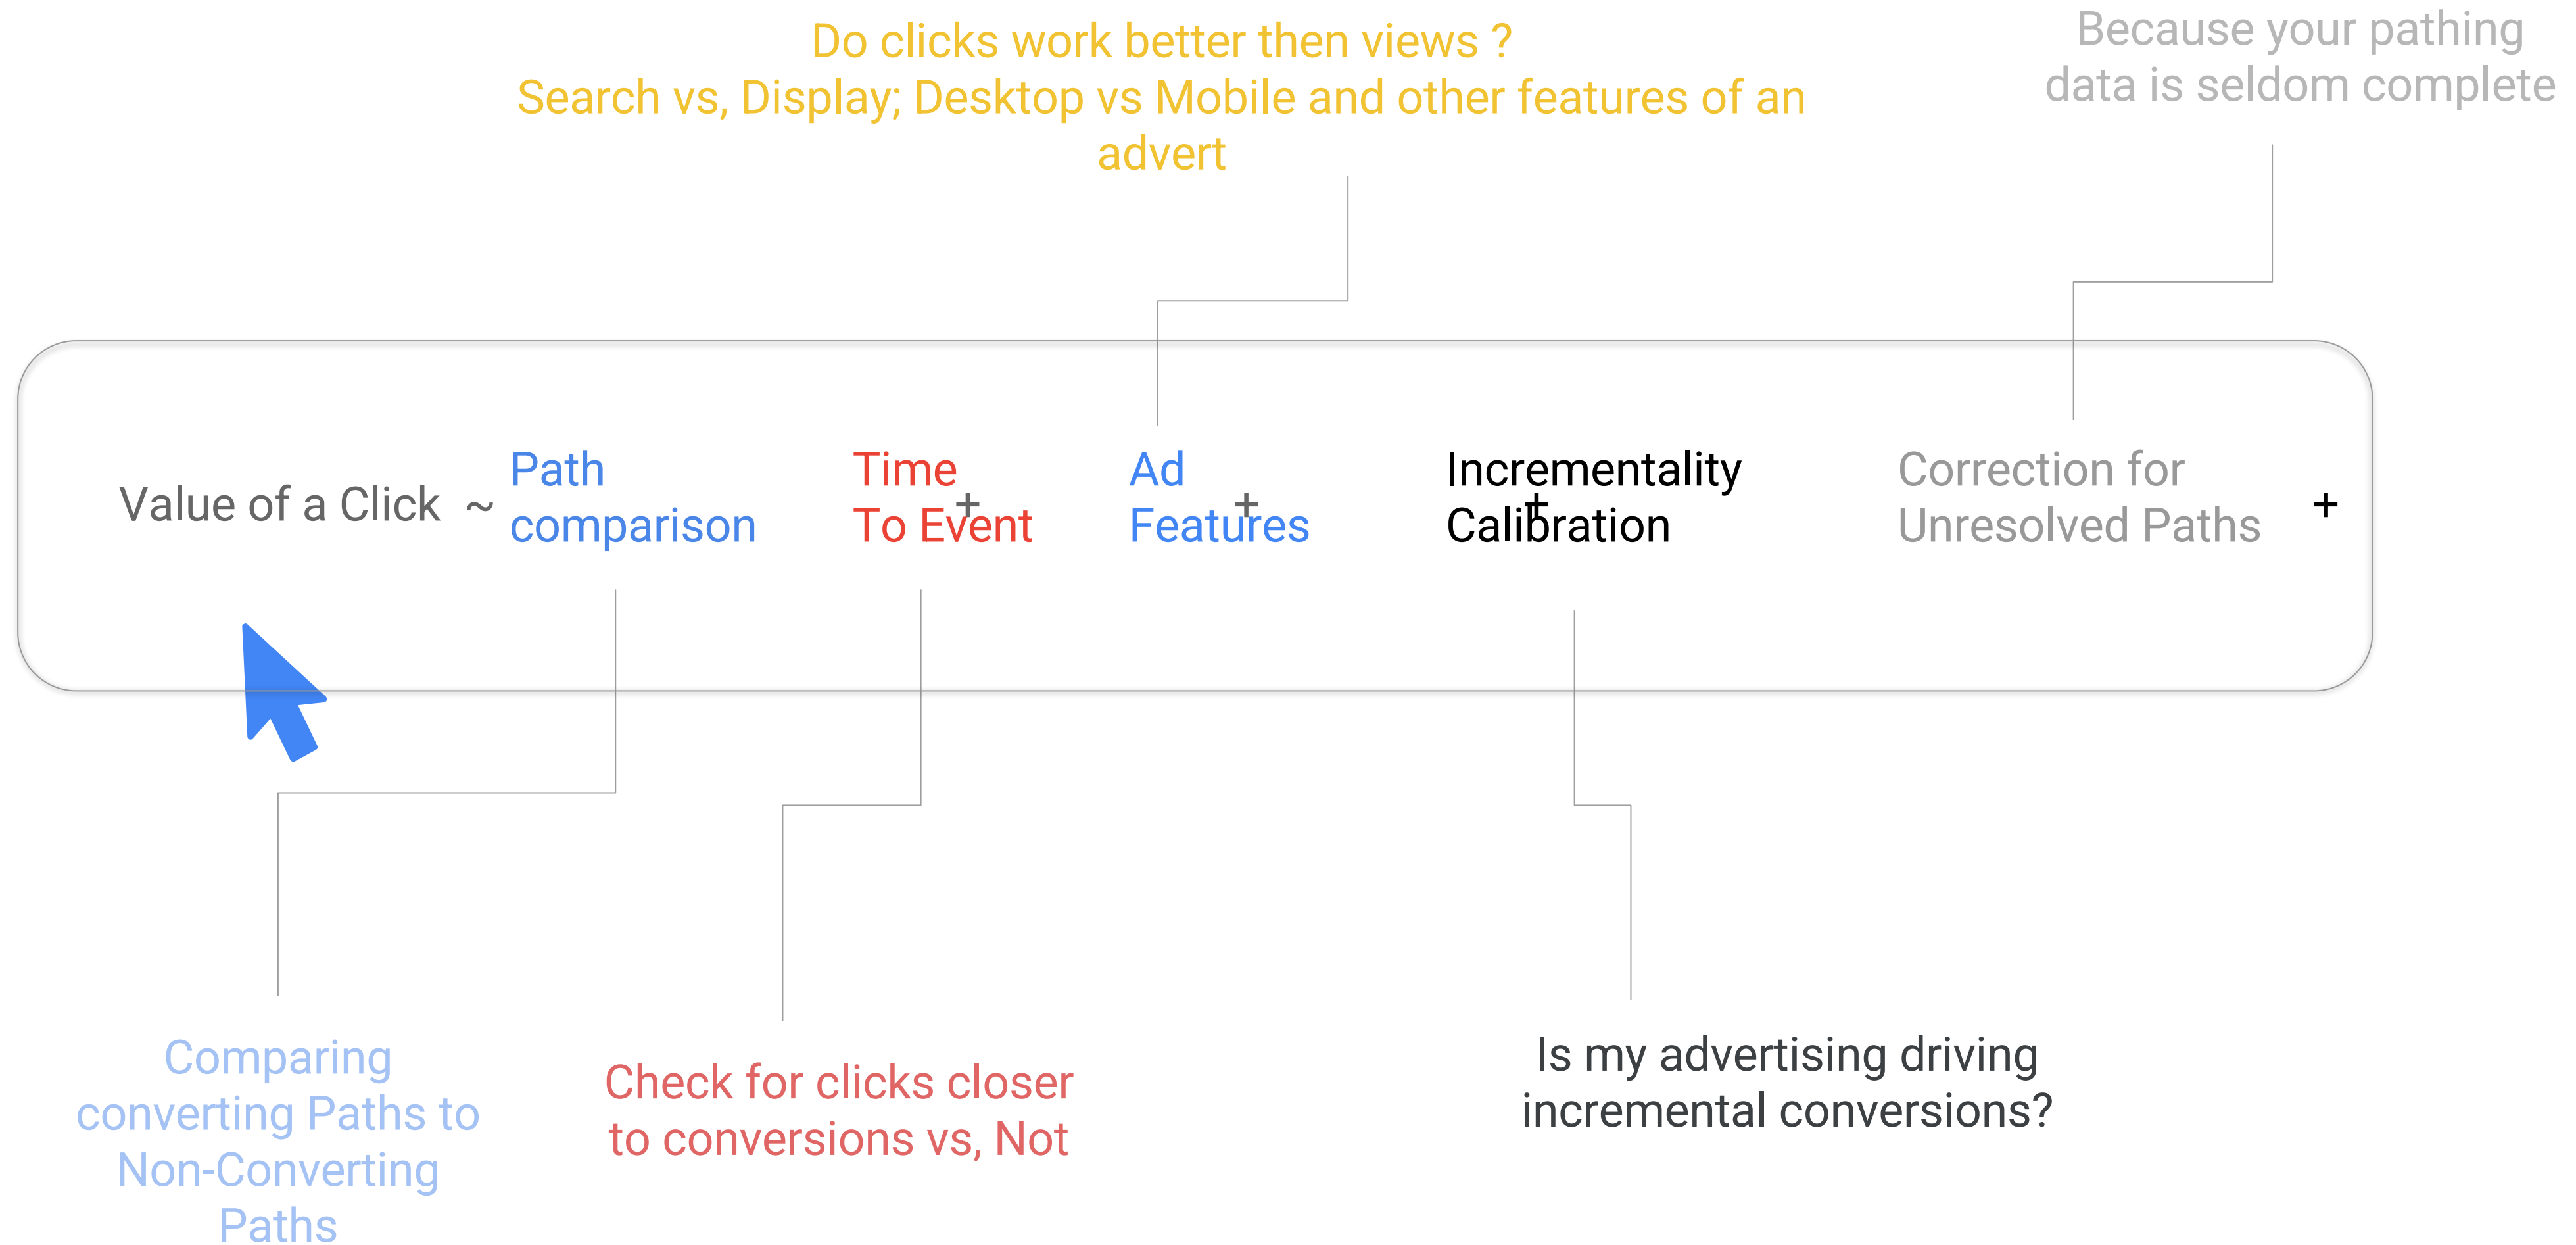 Do clicks work better then views ?
Search vs, Display; Desktop vs Mobile and other features of an
advert
Because your pathing
data is seldom complete
Value of a Click ~
Path
comparison
+
Time
To Event
+
Ad
Features
+
Incrementality
Calibration
+
Correction for
Unresolved Paths
Comparing
converting Paths to
Non-Converting
Paths
Check for clicks closer
to conversions vs, Not
Is my advertising driving
incremental conversions?